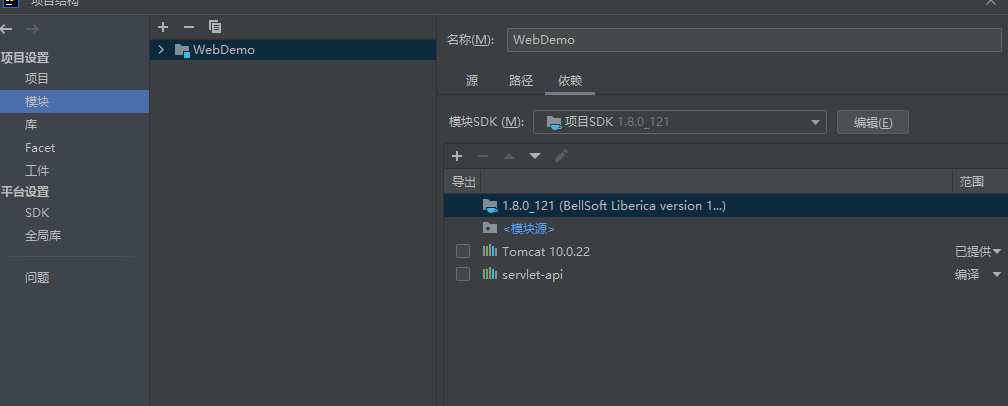 项目结构
项目设置
项目
模块
库
Facet
工件
平台设置
SDK
全局库
问题
WebDemo
名称(M): WebDemo
源 路径 依赖
模块SDK (M): 项目SDK 1.8.0_121 编辑(E)
导出 范围
1.8.0_121 (BellSoft Liberica version 1...)
<模块源>
Tomcat 10.0.22 已提供
servlet-api 编译